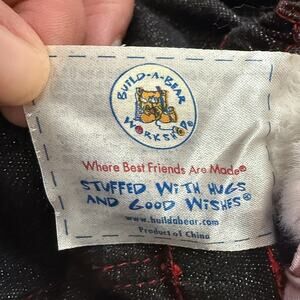 BUILD-A-BEAR
WORKSHOP®
Where Best Friends Are Made®
STUFFED WITH HUGS
AND GOOD WISHES®
www.buildabear.com
Product of China